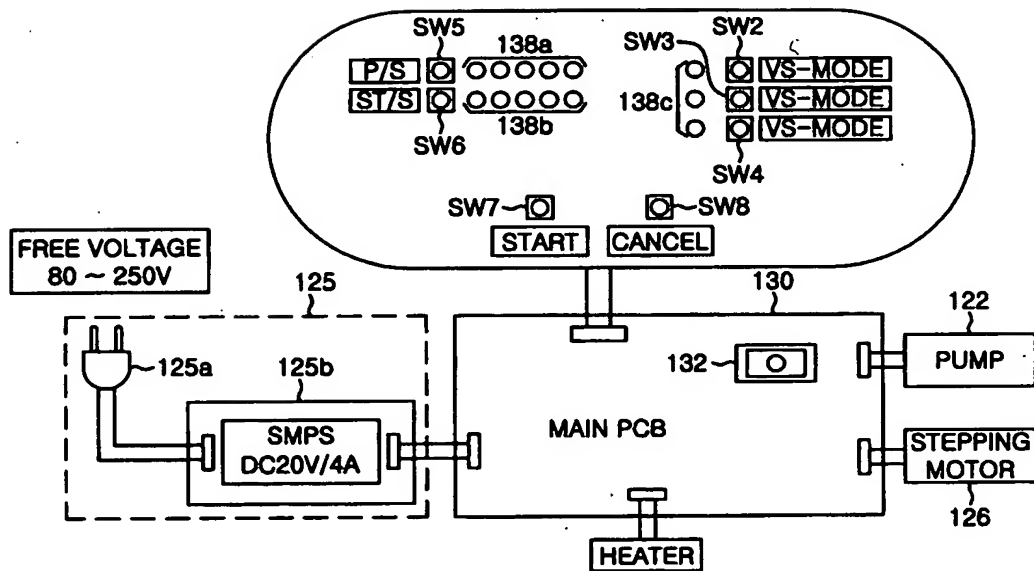 SW5
138a
SW3
SW2
P/S
VS-MODE
ST/S
138c
VS-MODE
138b
VS-MODE
SW6
SW4
SW7
SW8
START
CANCEL
FREE VOLTAGE
80 ~ 250V
125
130
122
125a
125b
132
PUMP
SMPS
DC20V/4A
MAIN PCB
STEPPING
MOTOR
126
HEATER